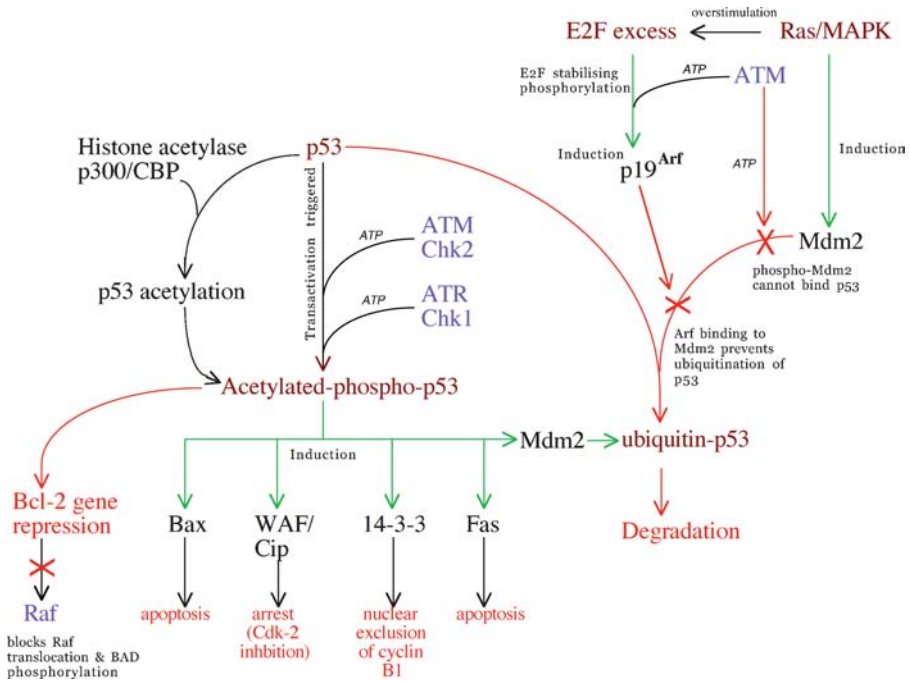 overstimulation
E2F excess
Ras/MAPK
E2F stabilising
phosphorylation
ATP
ATM
Histone acetylase
p300/CBP
p53
Induction
p19Arf
ATP
Induction
Transactivation triggered
ATP
ATM
Chk2
Mdm2
phospho-Mdm2
cannot bind p53
p53 acetylation
ATP
ATR
Chk1
Arf binding to
Mdm2 prevents
ubiquitination of
p53
Acetylated-phospho-p53
Induction
Mdm2
ubiquitin-p53
Bcl-2 gene
repression
Bax
WAF/
Cip
14-3-3
Fas
Degradation
Raf
blocks Raf
translocation & BAD
phosphorylation
apoptosis
arrest
(Cdk-2
inhbition)
nuclear
exclusion
of cyclin
B1
apoptosis